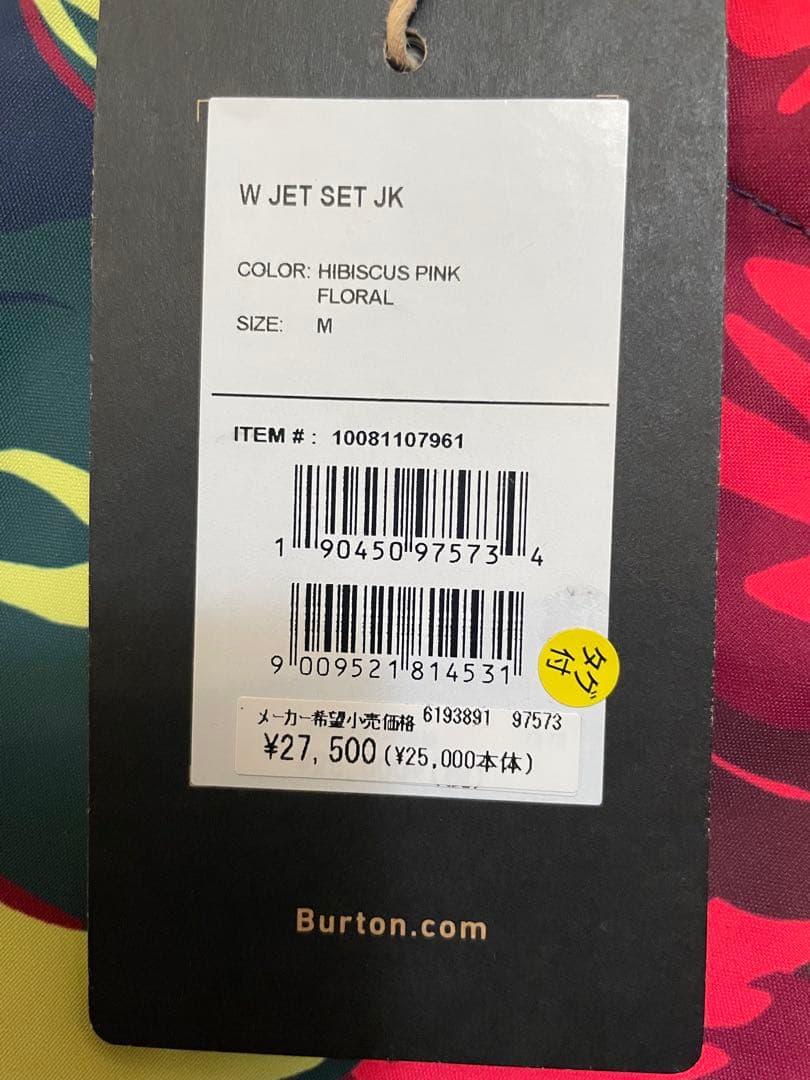 W JET SET JK
COLOR: HIBISCUS PINK
FLORAL
SIZE: M
ITEM # : 10081107961
1 90450 97573 4
9 009521 814531
タグ
付
メーカー希望小売価格 6193891 97573
¥27,500(¥25,000本体)
Burton.com